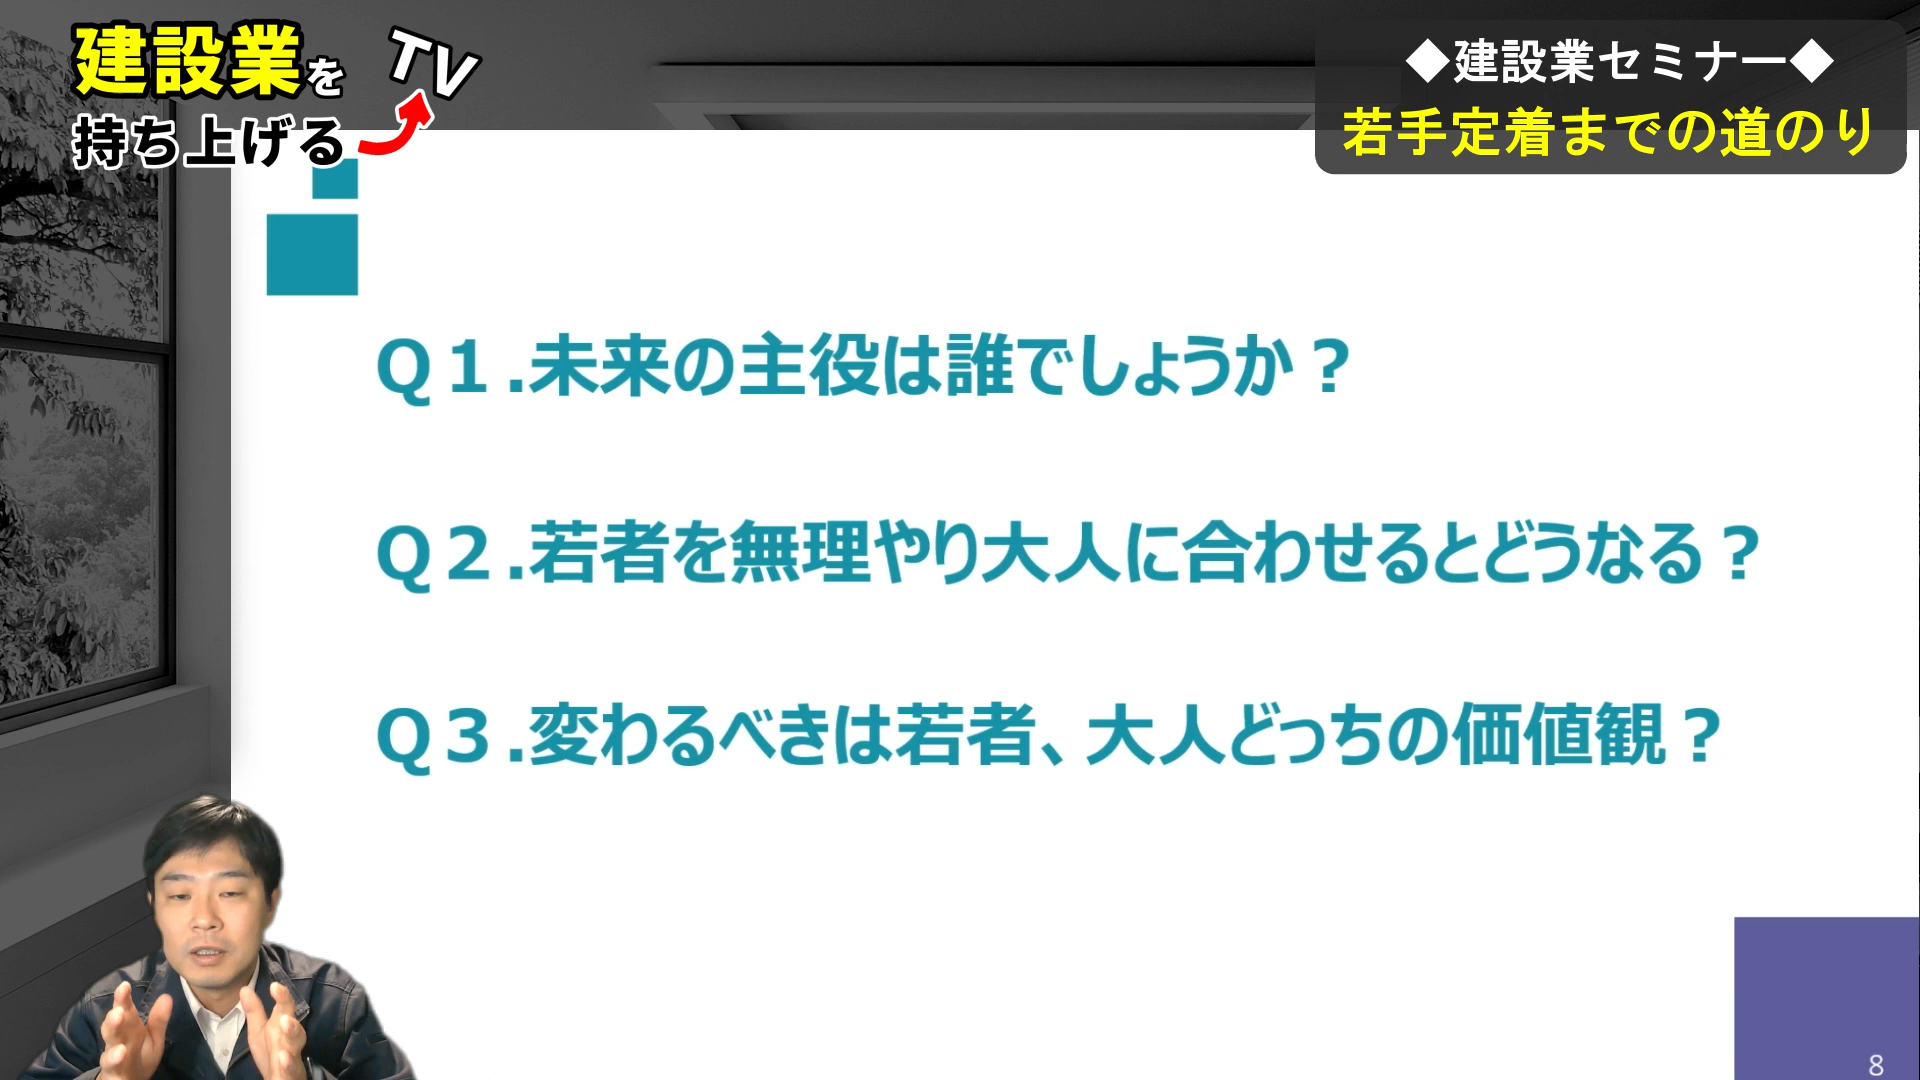 建設業を
TV
持ち上げる
◆建設業セミナー◆
若手定着までの道のり
Q１.未来の主役は誰でしょうか？
Q２.若者を無理やり大人に合わせるとどうなる？
Q３.変わるべきは若者、大人どっちの価値観？
8